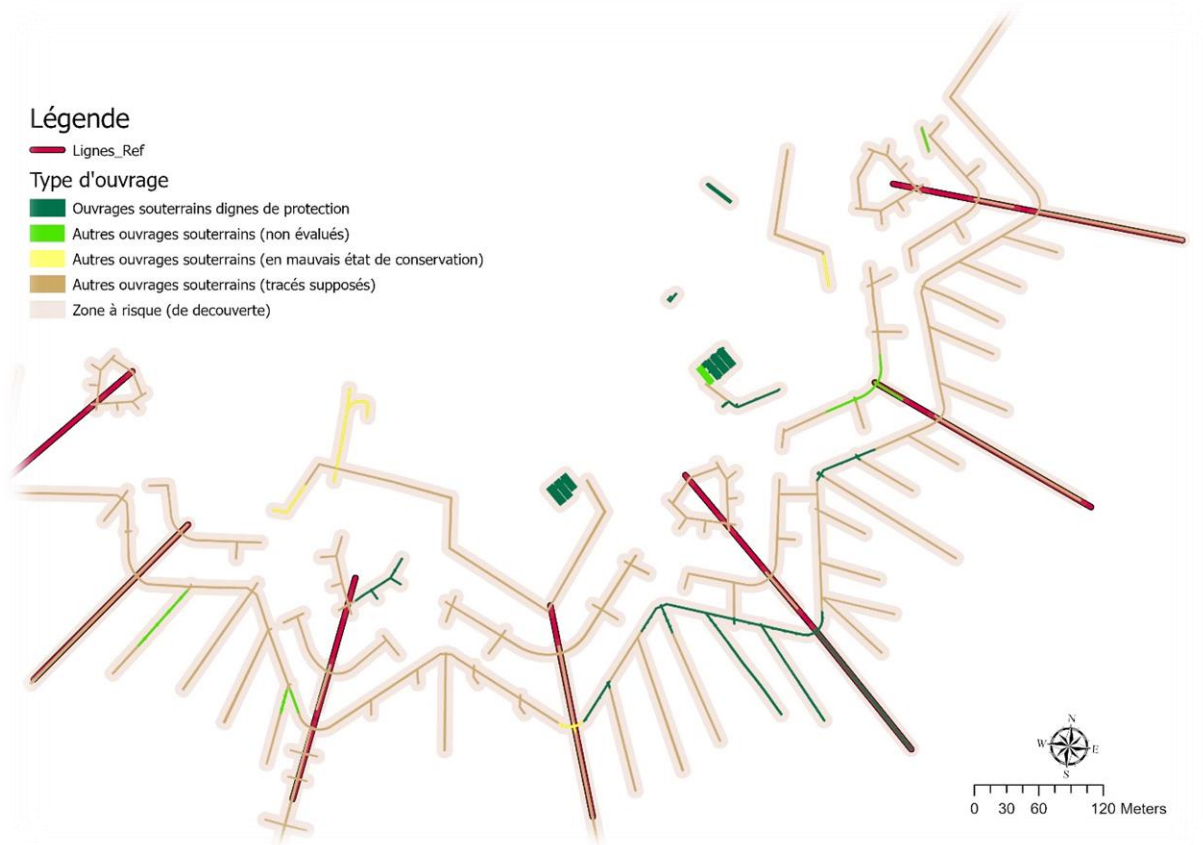 Légende
Lignes_Ref
Type d'ouvrage
Ouvrages souterrains dignes de protection
Autres ouvrages souterrains (non évalués)
Autres ouvrages souterrains (en mauvais état de conservation)
Autres ouvrages souterrains (tracés supposés)
Zone à risque (de decouverte)
N
W E
S
0 30 60 120 Meters